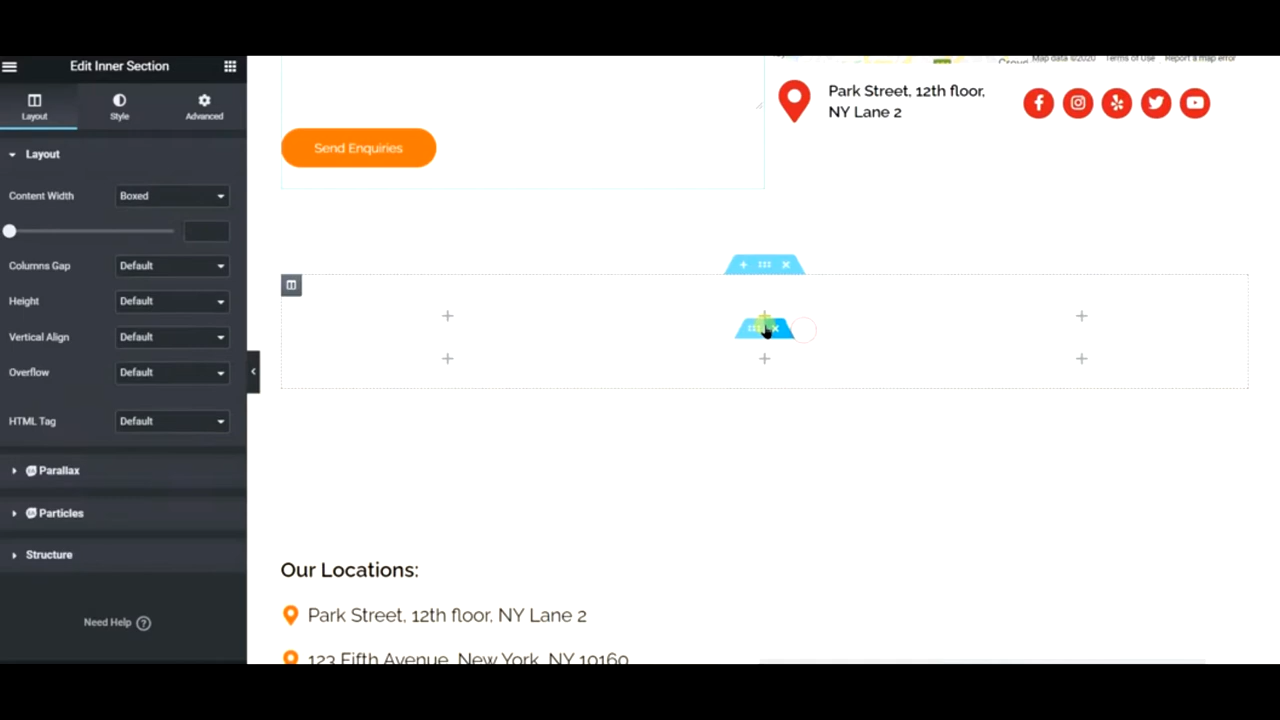 Edit Inner Section
Layout
Style
Advanced
Layout
Content Width
Boxed
Columns Gap
Default
Height
Default
Vertical Align
Default
Overflow
Default
HTML Tag
Default
Parallax
Particles
Structure
Need Help ?
Map data ©2020 Terms of Use Report a map error
Park Street, 12th floor,
NY Lane 2
Send Enquiries
Our Locations:
Park Street, 12th floor, NY Lane 2
123 Fifth Avenue, New York, NY 10160